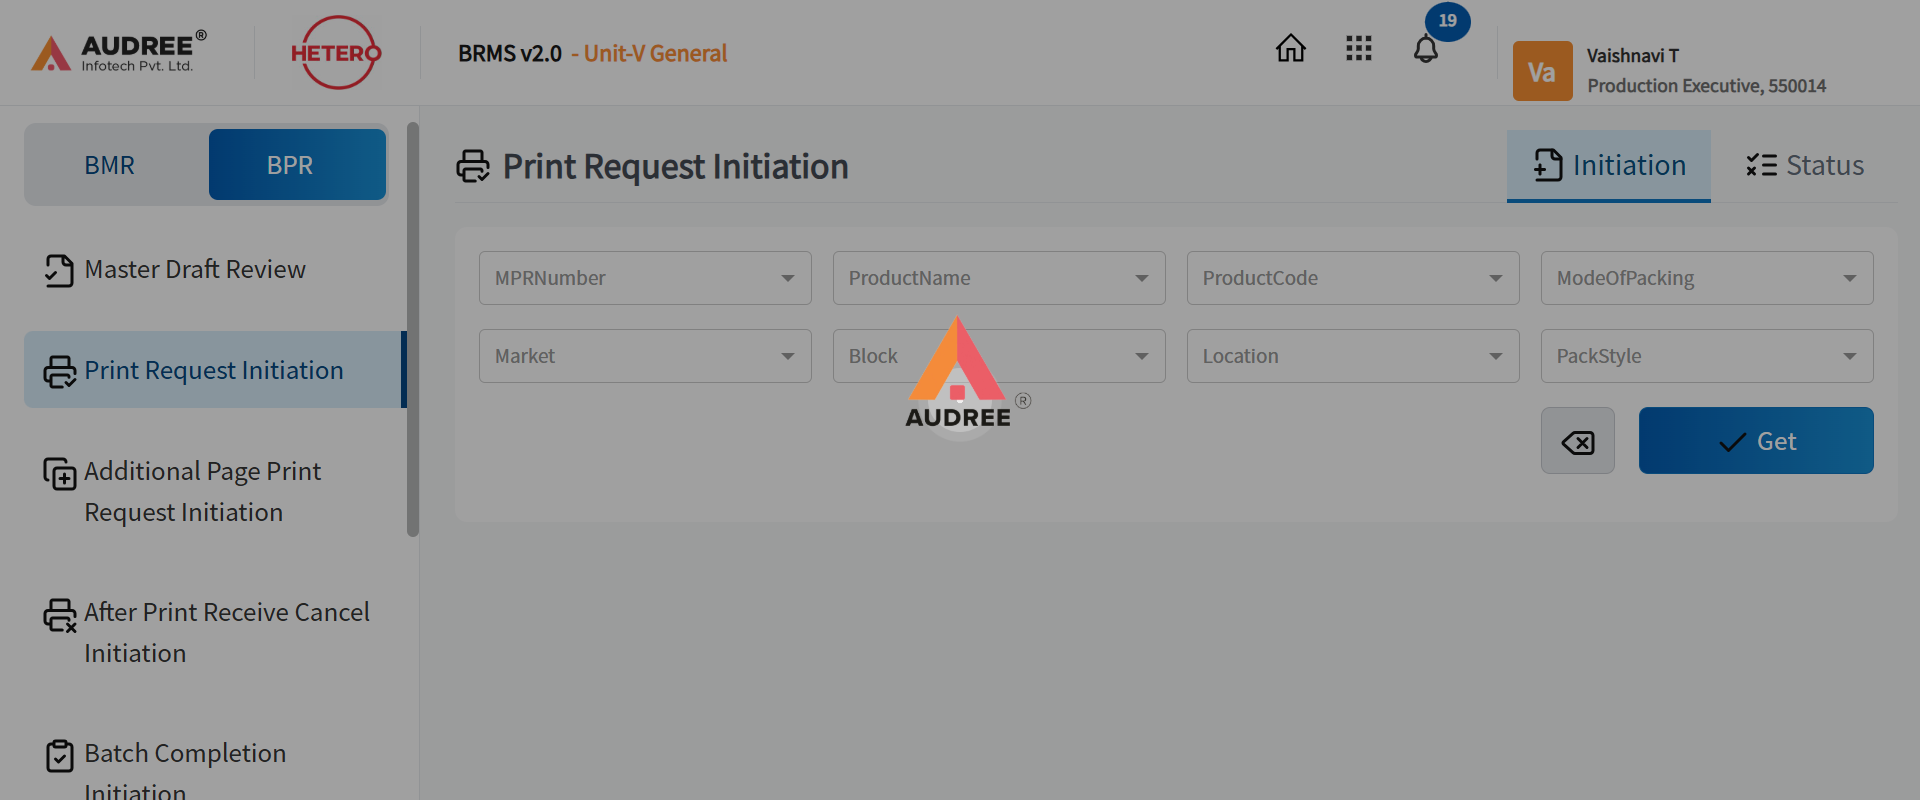 AUDREE®
Infotech Pvt. Ltd.
HETERO
BRMS v2.0 - Unit-V General
19
Va
Vaishnavi T
Production Executive, 550014
BMR
BPR
Master Draft Review
Print Request Initiation
Additional Page Print
Request Initiation
After Print Receive Cancel
Initiation
Batch Completion
Initiation
Print Request Initiation
Initiation
Status
MPRNumber
ProductName
ProductCode
ModeOfPacking
Market
Block
Location
PackStyle
AUDREE®
Get